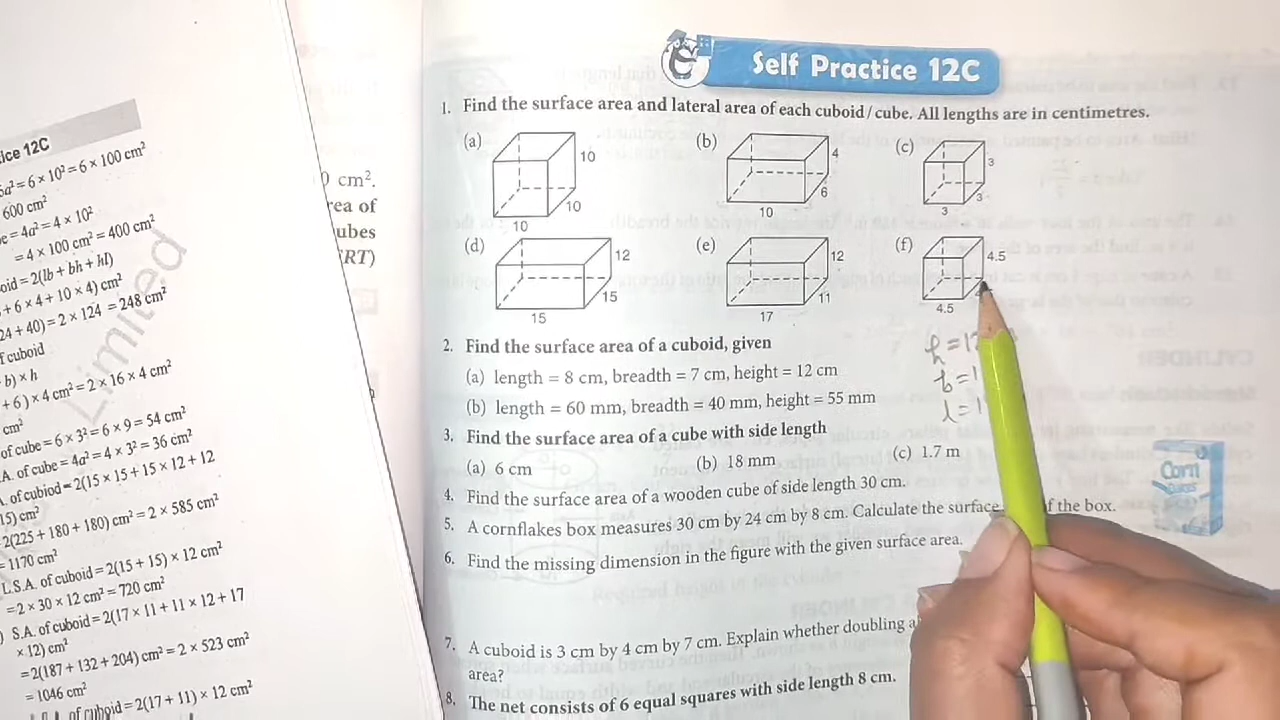 ice 12C
6a² = 6 × 10² = 6 × 100 cm²
600 cm²
= 4a² = 4 × 10²
= 4 × 100 cm² = 400 cm²
oid = 2(lb + bh + hl)
+ 6 × 4 + 10 × 4) cm²
24 + 40) = 2 × 124 = 248 cm²
f cuboid
b) × h
+ 6) × 4 cm² = 2 × 16 × 4 cm²
cm²
of cube = 6 × 3² = 6 × 9 = 54 cm²
A. of cube = 4a² = 4 × 3² = 36 cm²
. of cubiod = 2(15 × 15 + 15 × 12 + 12
15) cm²
2(225 + 180 + 180) cm² = 2 × 585 cm²
= 1170 cm²
L.S.A. of cuboid = 2(15 + 15) × 12 cm²
= 2 × 30 × 12 cm² = 720 cm²
) S.A. of cuboid = 2(17 × 11 + 11 × 12 + 17
× 12) cm²
= 2(187 + 132 + 204) cm² = 2 × 523 cm²
= 1046 cm²
of cuboid = 2(17 + 11) × 12 cm²
Limited
0 cm².
rea of
ubes
RT)
Self Practice 12C
1. Find the surface area and lateral area of each cuboid/cube. All lengths are in centimetres.
(a) 10 10 10
(b) 4 6 10
(c) 3 3 3
(d) 12 15 15
(e) 12 11 17
(f) 4.5 4.5
h = 12
b = 1
l = 1
2. Find the surface area of a cuboid, given
(a) length = 8 cm, breadth = 7 cm, height = 12 cm
(b) length = 60 mm, breadth = 40 mm, height = 55 mm
3. Find the surface area of a cube with side length
(a) 6 cm (b) 18 mm (c) 1.7 m
4. Find the surface area of a wooden cube of side length 30 cm.
5. A cornflakes box measures 30 cm by 24 cm by 8 cm. Calculate the surface of the box.
6. Find the missing dimension in the figure with the given surface area.
7. A cuboid is 3 cm by 4 cm by 7 cm. Explain whether doubling
area?
8. The net consists of 6 equal squares with side length 8 cm.
Corn